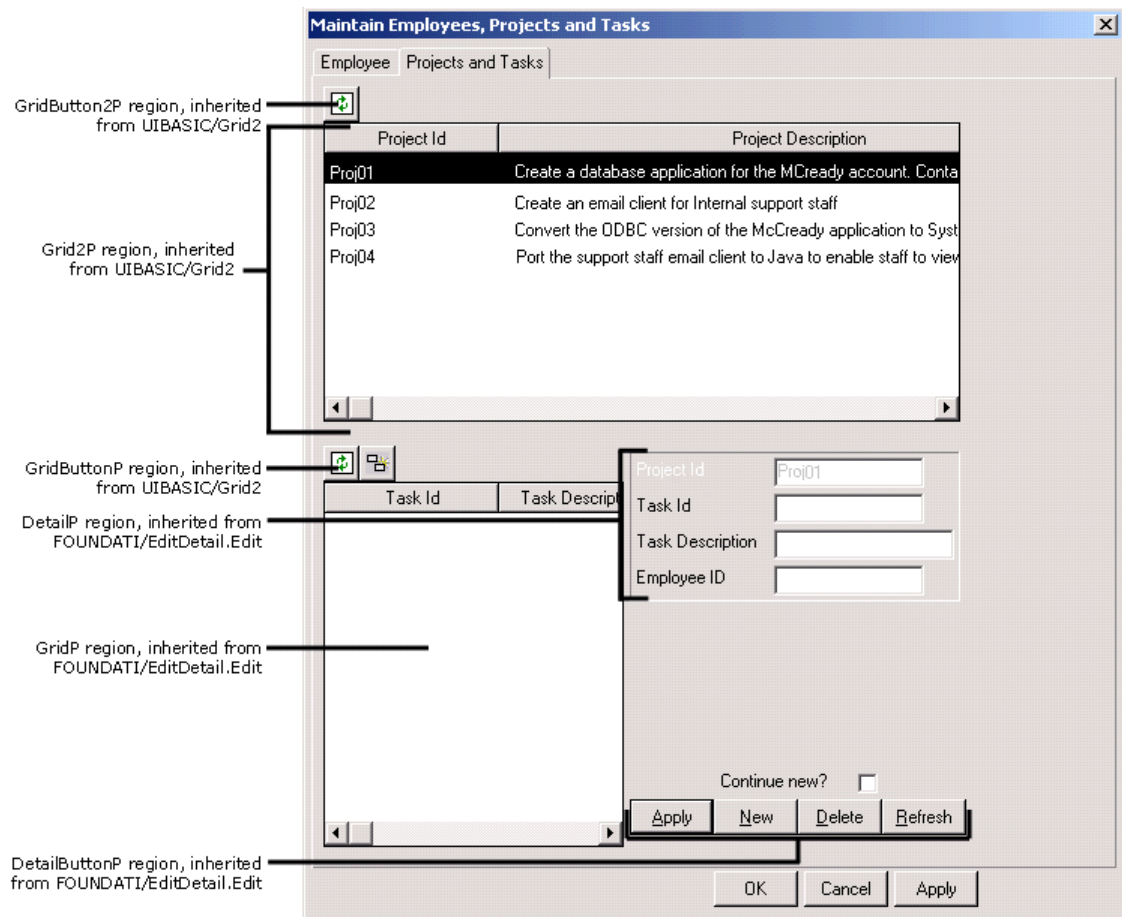 Maintain Employees, Projects and Tasks
Employee
Projects and Tasks
GridButton2P region, inherited
from UIBASIC/Grid2
Project Id
Project Description
Proj01
Create a database application for the MCready account. Conta
Proj02
Create an email client for Internal support staff
Proj03
Convert the ODBC version of the McCready application to Syst
Proj04
Port the support staff email client to Java to enable staff to view
Grid2P region, inherited
from UIBASIC/Grid2
GridButtonP region, inherited
from UIBASIC/Grid2
Task Id
Task Descript
DetailP region, inherited from
FOUNDATI/EditDetail.Edit
Project Id
Proj01
Task Id
Task Description
Employee ID
GridP region, inherited from
FOUNDATI/EditDetail.Edit
Continue new?
Apply
New
Delete
Refresh
DetailButtonP region, inherited
from FOUNDATI/EditDetail.Edit
OK
Cancel
Apply